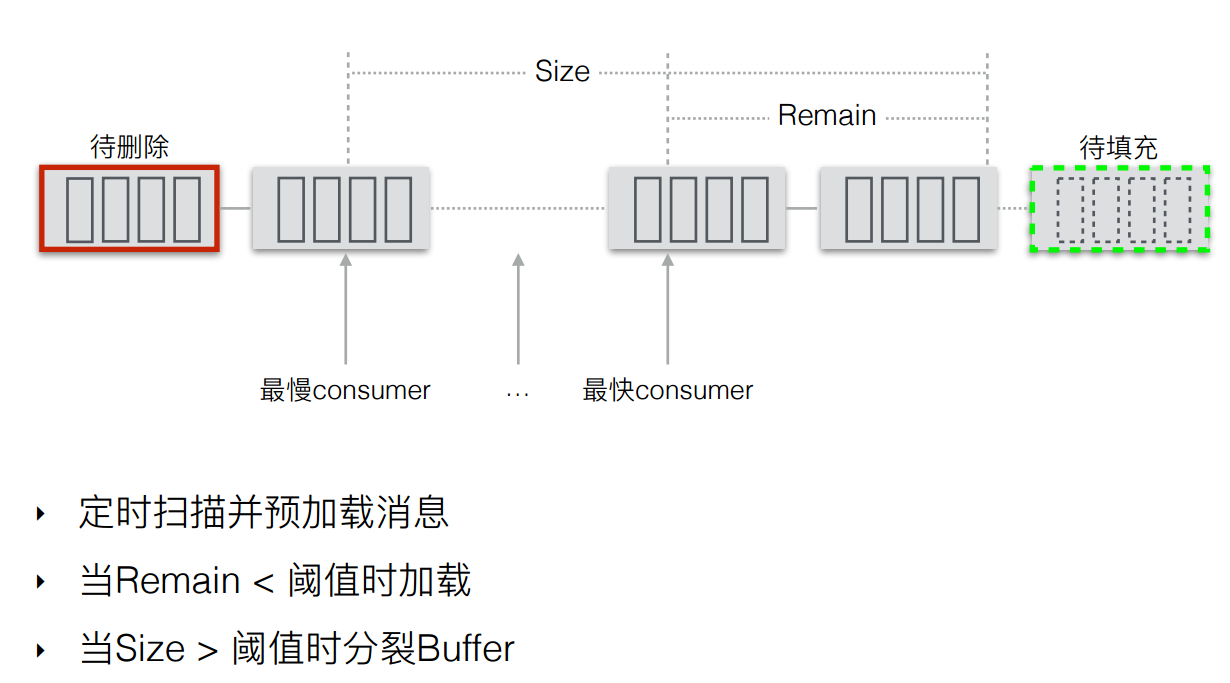 Size
Remain
待删除
待填充
最慢consumer
...
最快consumer
‣ 定时扫描并预加载消息
‣ 当Remain < 阈值时加载
‣ 当Size > 阈值时分裂Buffer